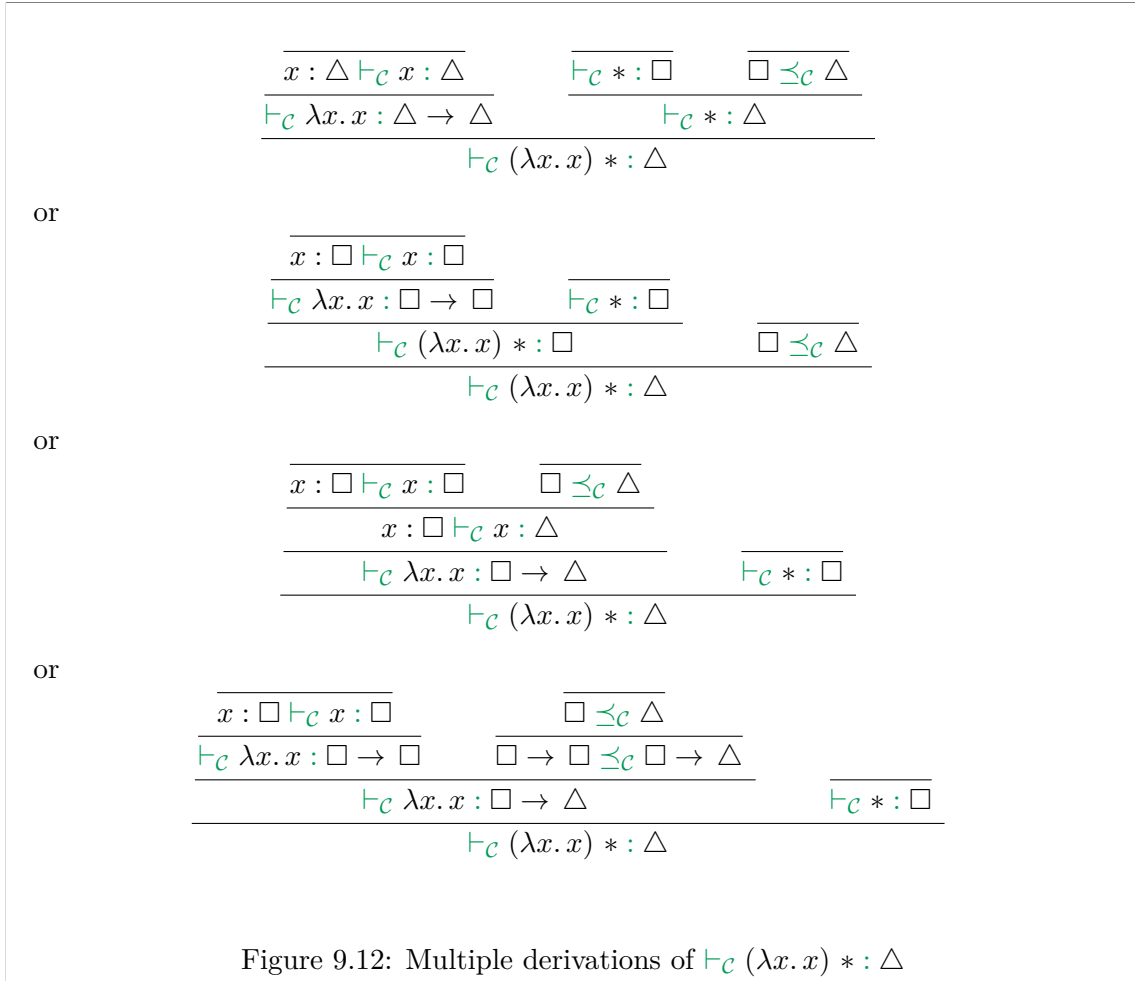 x : △ ⊢𝒞 x : △    ⊢𝒞 ∗ : □    □ ⪯𝒞 △
⊢𝒞 λx. x : △ → △    ⊢𝒞 ∗ : △
⊢𝒞 (λx. x) ∗ : △
or
x : □ ⊢𝒞 x : □
⊢𝒞 λx. x : □ → □    ⊢𝒞 ∗ : □
⊢𝒞 (λx. x) ∗ : □    □ ⪯𝒞 △
⊢𝒞 (λx. x) ∗ : △
or
x : □ ⊢𝒞 x : □    □ ⪯𝒞 △
x : □ ⊢𝒞 x : △
⊢𝒞 λx. x : □ → △    ⊢𝒞 ∗ : □
⊢𝒞 (λx. x) ∗ : △
or
x : □ ⊢𝒞 x : □    □ ⪯𝒞 △
⊢𝒞 λx. x : □ → □    □ → □ ⪯𝒞 □ → △
⊢𝒞 λx. x : □ → △    ⊢𝒞 ∗ : □
⊢𝒞 (λx. x) ∗ : △
Figure 9.12: Multiple derivations of ⊢𝒞 (λx. x) ∗ : △